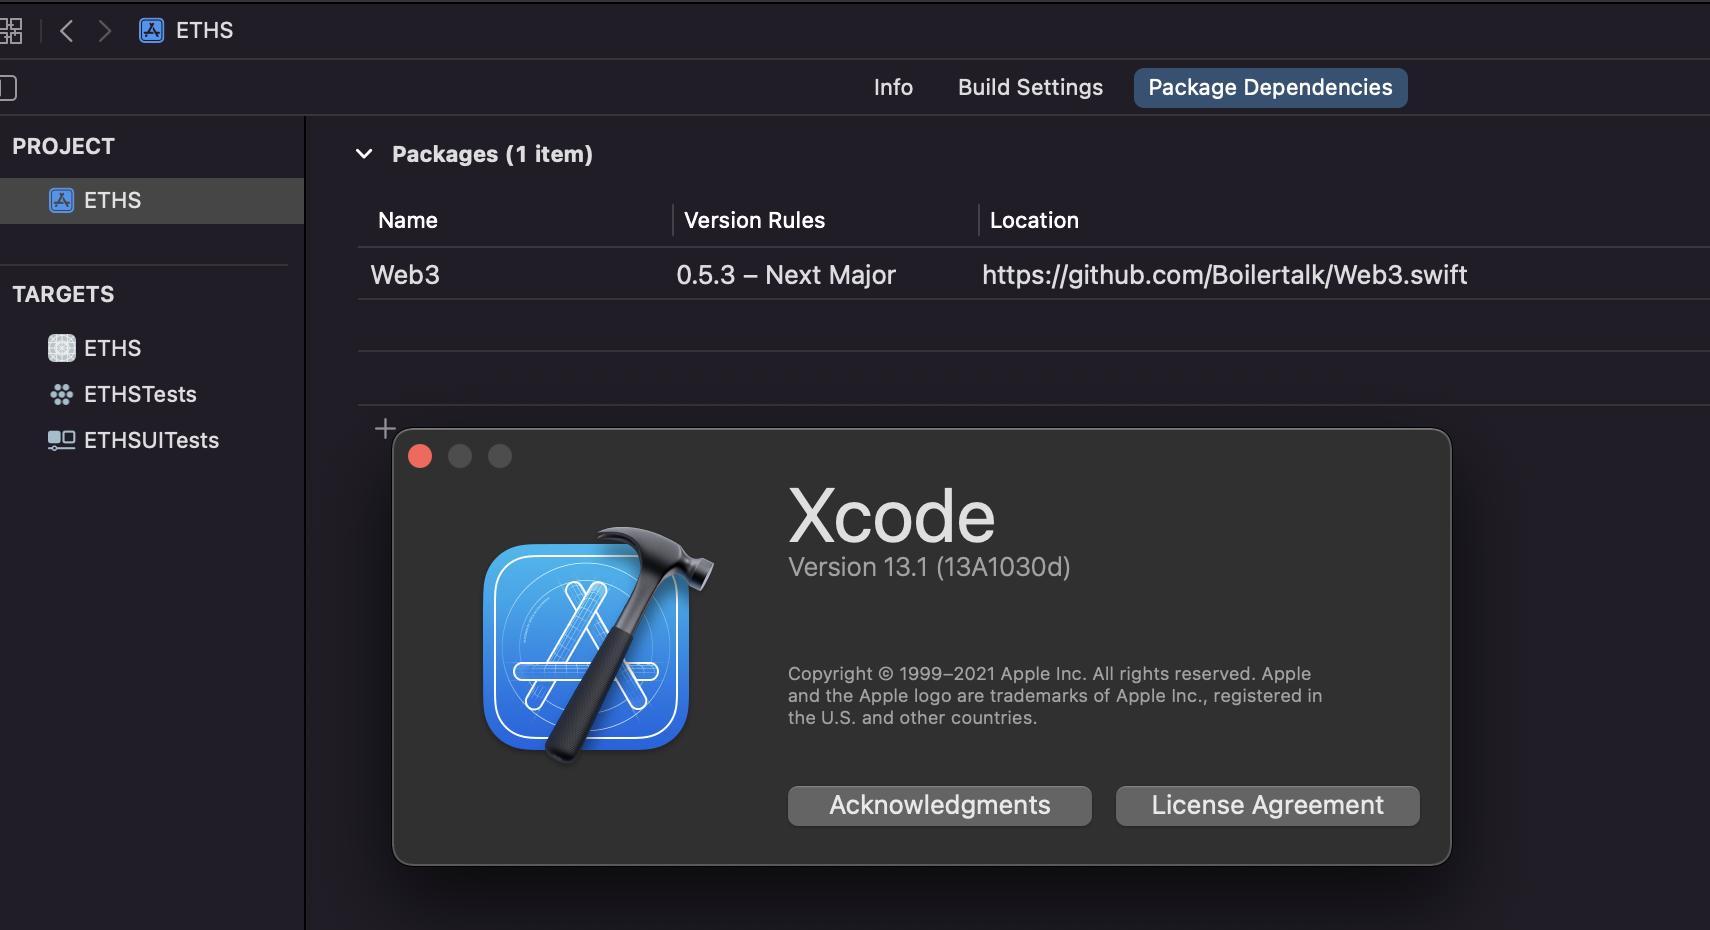 ETHS
Info Build Settings Package Dependencies
PROJECT
ETHS
TARGETS
ETHS
ETHSTests
ETHSUITests
Packages (1 item)
Name Version Rules Location
Web3 0.5.3 – Next Major https://github.com/Boilertalk/Web3.swift
Xcode
Version 13.1 (13A1030d)
Copyright © 1999–2021 Apple Inc. All rights reserved. Apple
and the Apple logo are trademarks of Apple Inc., registered in
the U.S. and other countries.
Acknowledgments License Agreement